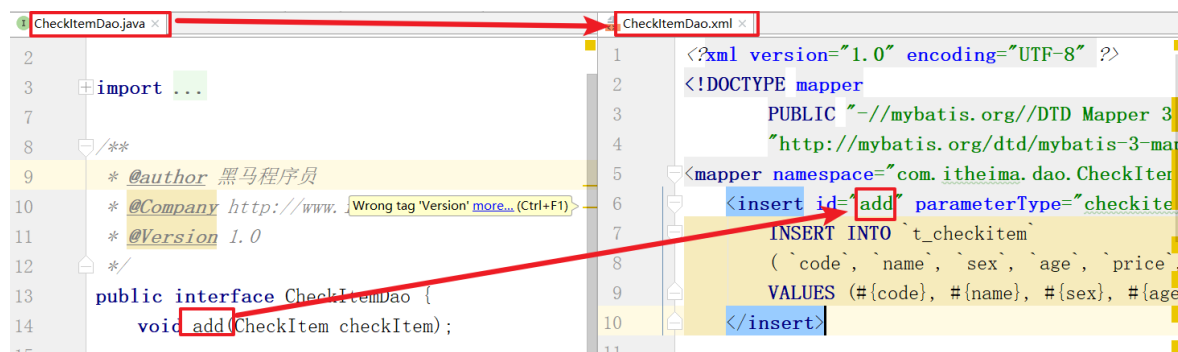 CheckItemDao.java
2
3 import ...
7
8 /**
9 * @author 黑马程序员
10 * @Company http://www.
Wrong tag 'Version' more... (Ctrl+F1)
11 * @Version 1.0
12 */
13 public interface CheckItemDao {
14 void add(CheckItem checkItem);
CheckItemDao.xml
1 <?xml version="1.0" encoding="UTF-8" ?>
2 <!DOCTYPE mapper
3 PUBLIC "-//mybatis.org//DTD Mapper 3
4 "http://mybatis.org/dtd/mybatis-3-ma
5 <mapper namespace="com.itheima.dao.CheckIte
6 <insert id="add" parameterType="checkite
7 INSERT INTO `t_checkitem`
8 ( `code`, `name`, `sex`, `age`, `price`
9 VALUES (#{code}, #{name}, #{sex}, #{age
10 </insert>
11